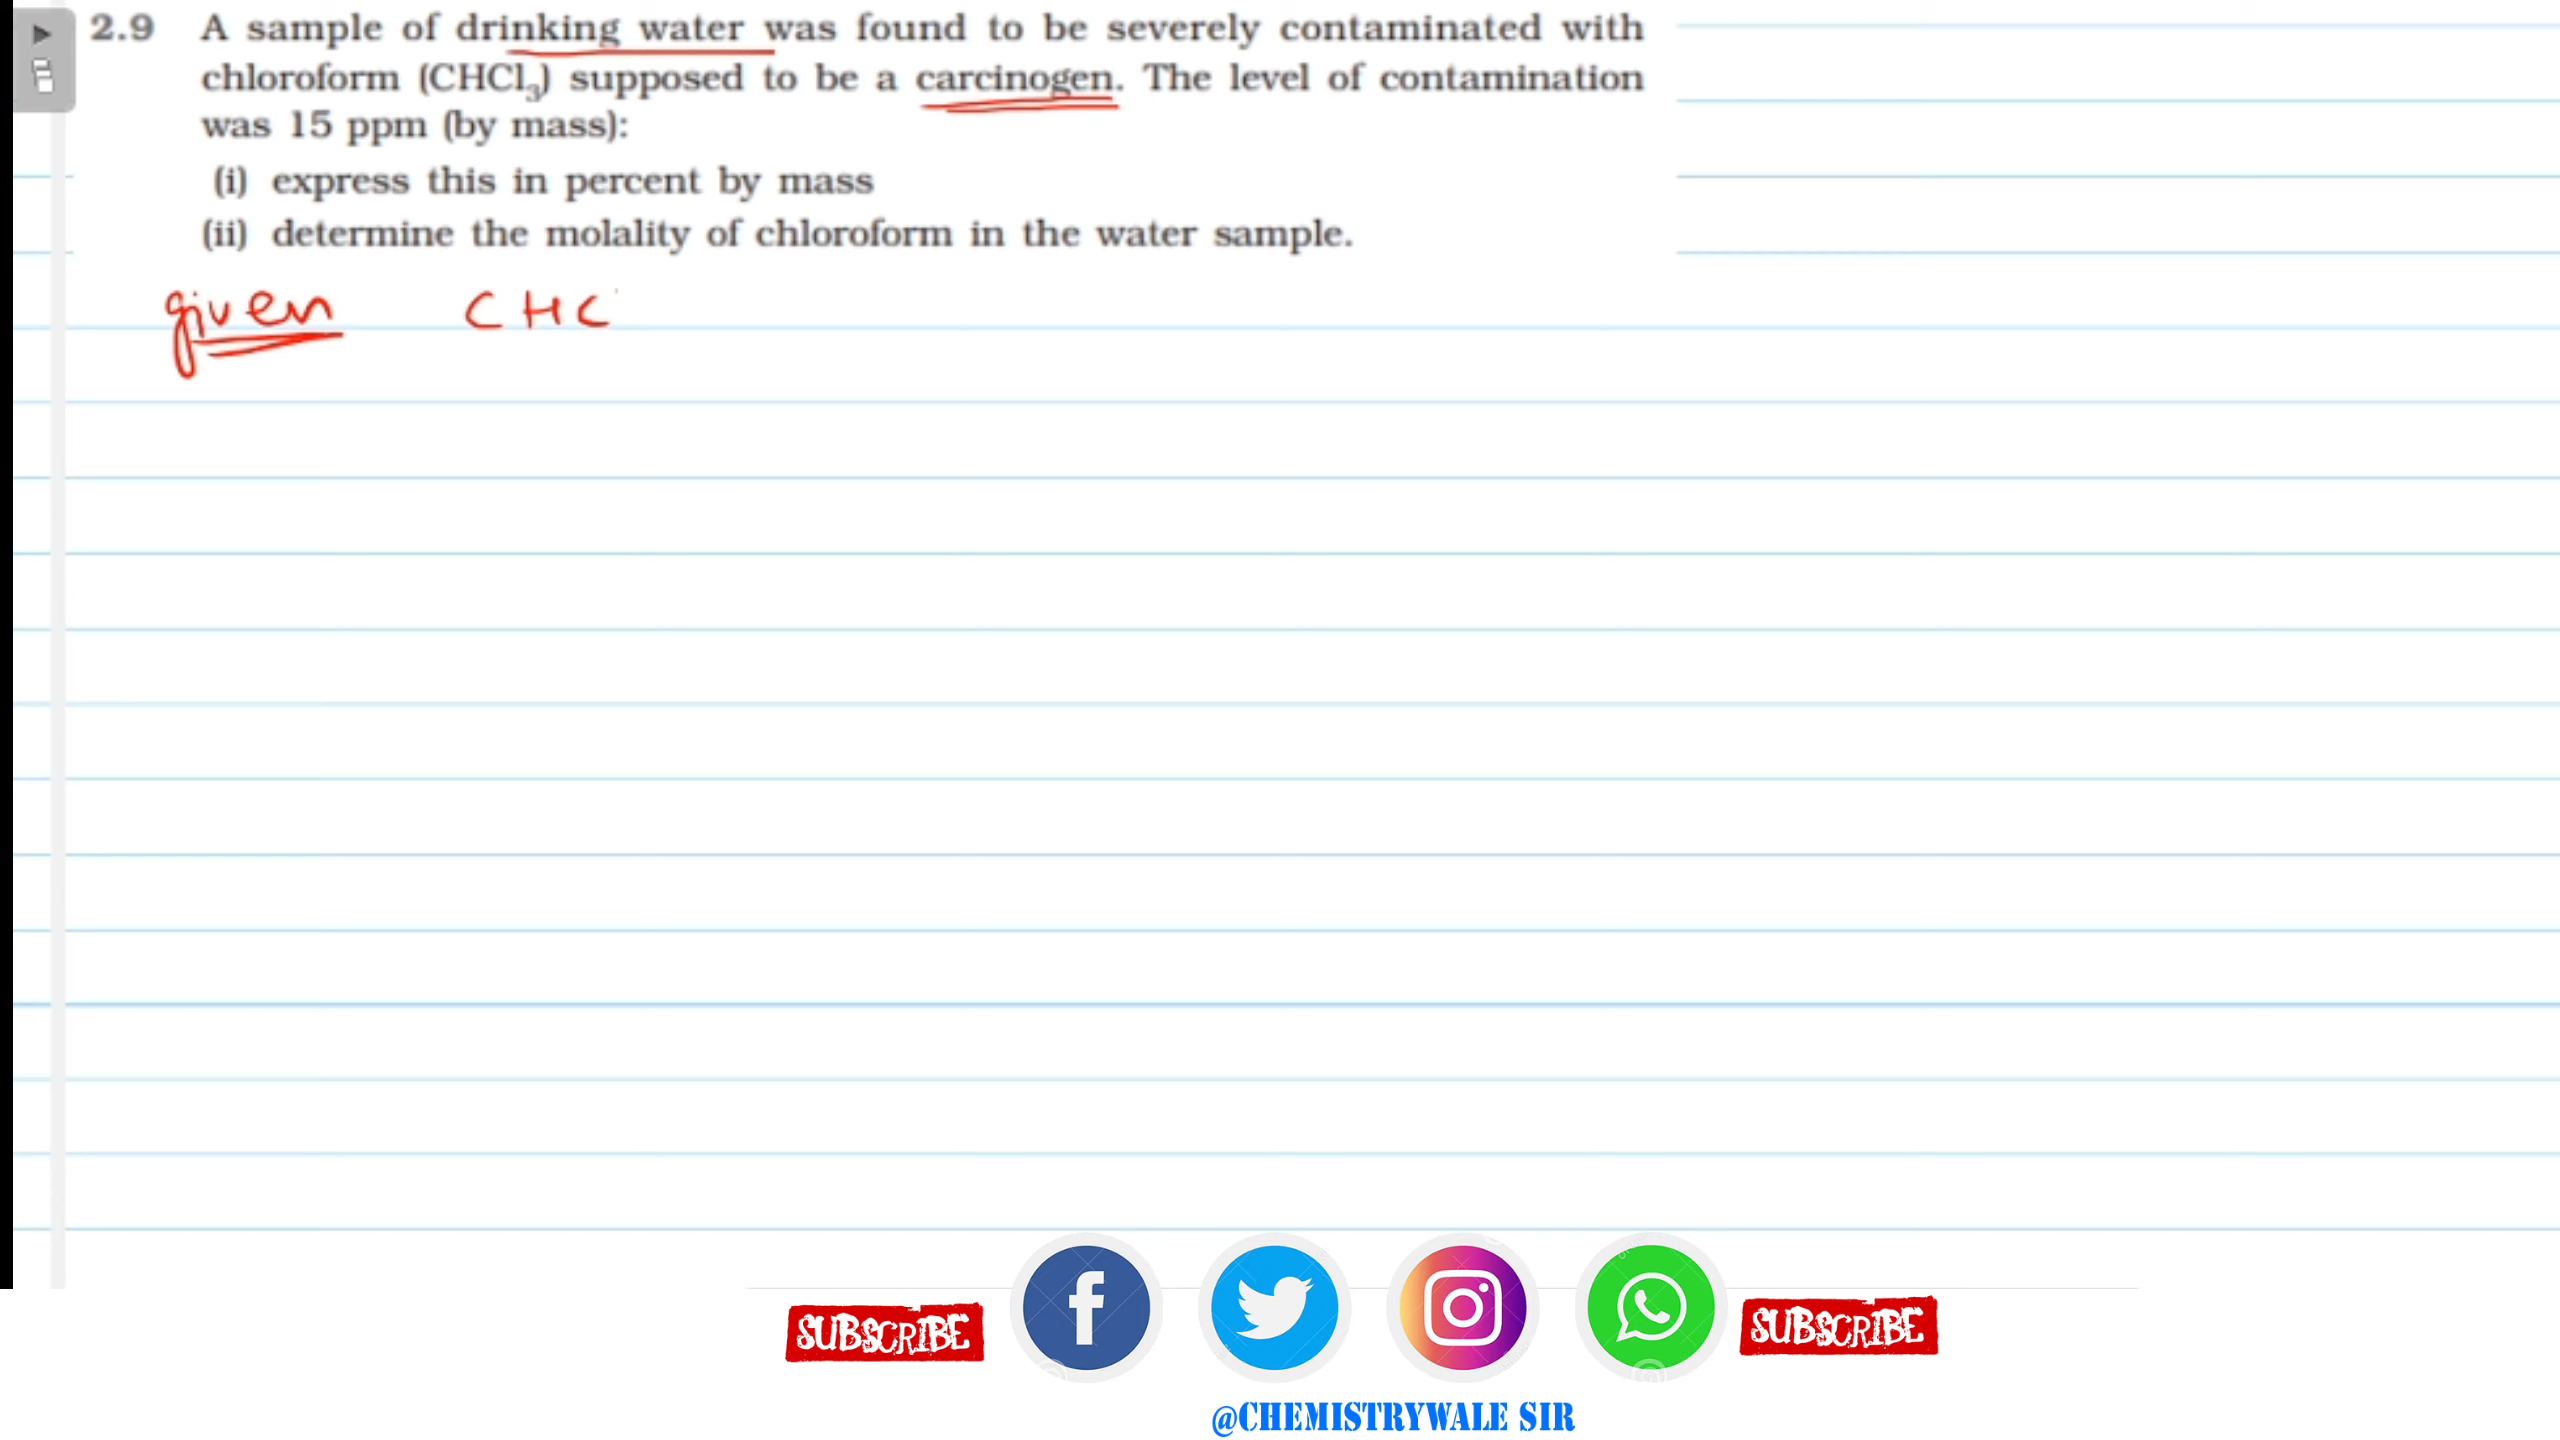 2.9 A sample of drinking water was found to be severely contaminated with
chloroform (CHCl₃) supposed to be a carcinogen. The level of contamination
was 15 ppm (by mass):
(i) express this in percent by mass
(ii) determine the molality of chloroform in the water sample.
given CHC
SUBSCRIBE
SUBSCRIBE
@CHEMISTRYWALE SIR